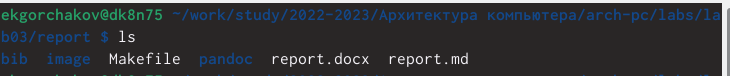 ekgorchakov@dk8n75 ~/work/study/2022-2023/Архитектура компьютера/arch-pc/labs/la
b03/report $ ls
bib image Makefile pandoc report.docx report.md